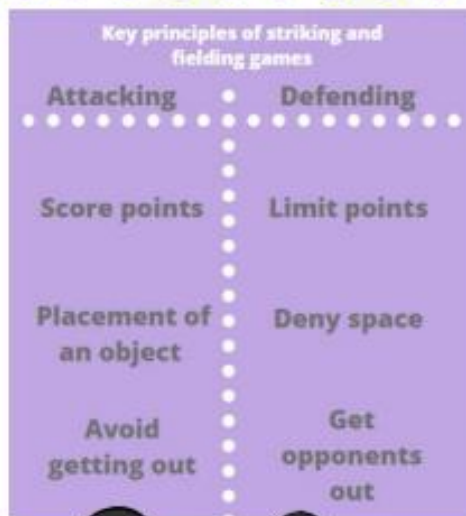 Key principles of striking and
fielding games
Attacking
Defending
Score points
Limit points
Placement of
an object
Deny space
Avoid
getting out
Get
opponents
out